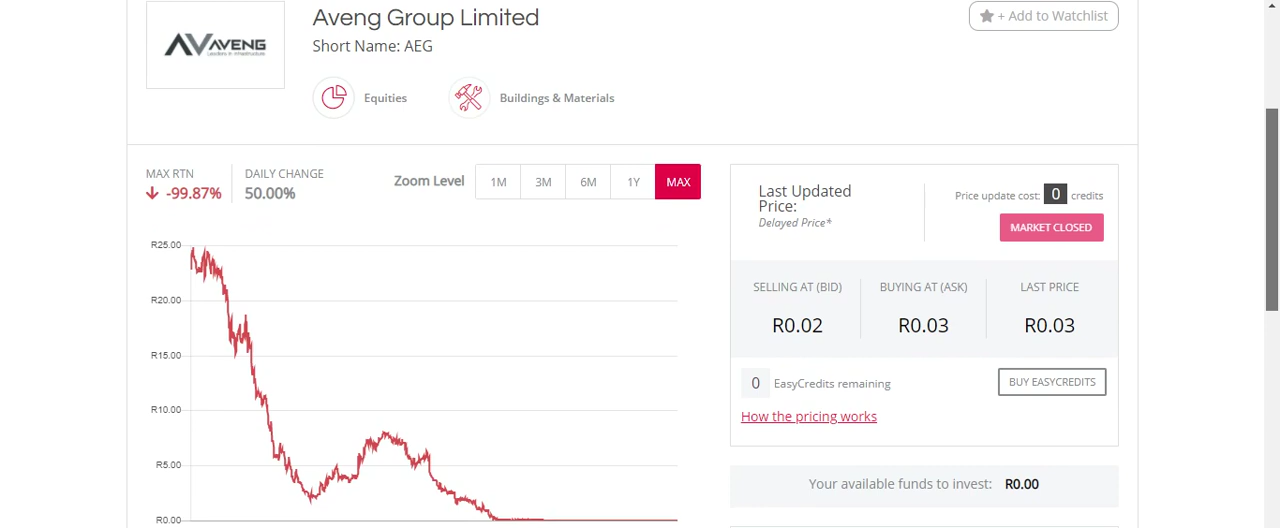 Aveng Group Limited
Short Name: AEG
+ Add to Watchlist
AVENG
Equities
Buildings & Materials
MAX RTN
-99.87%
DAILY CHANGE
50.00%
Zoom Level
1M
3M
6M
1Y
MAX
R25.00
R20.00
R15.00
R10.00
R5.00
R0.00
Last Updated
Price:
Delayed Price*
Price update cost: 0 credits
MARKET CLOSED
SELLING AT (BID)
R0.02
BUYING AT (ASK)
R0.03
LAST PRICE
R0.03
0 EasyCredits remaining
BUY EASYCREDITS
How the pricing works
Your available funds to invest: R0.00